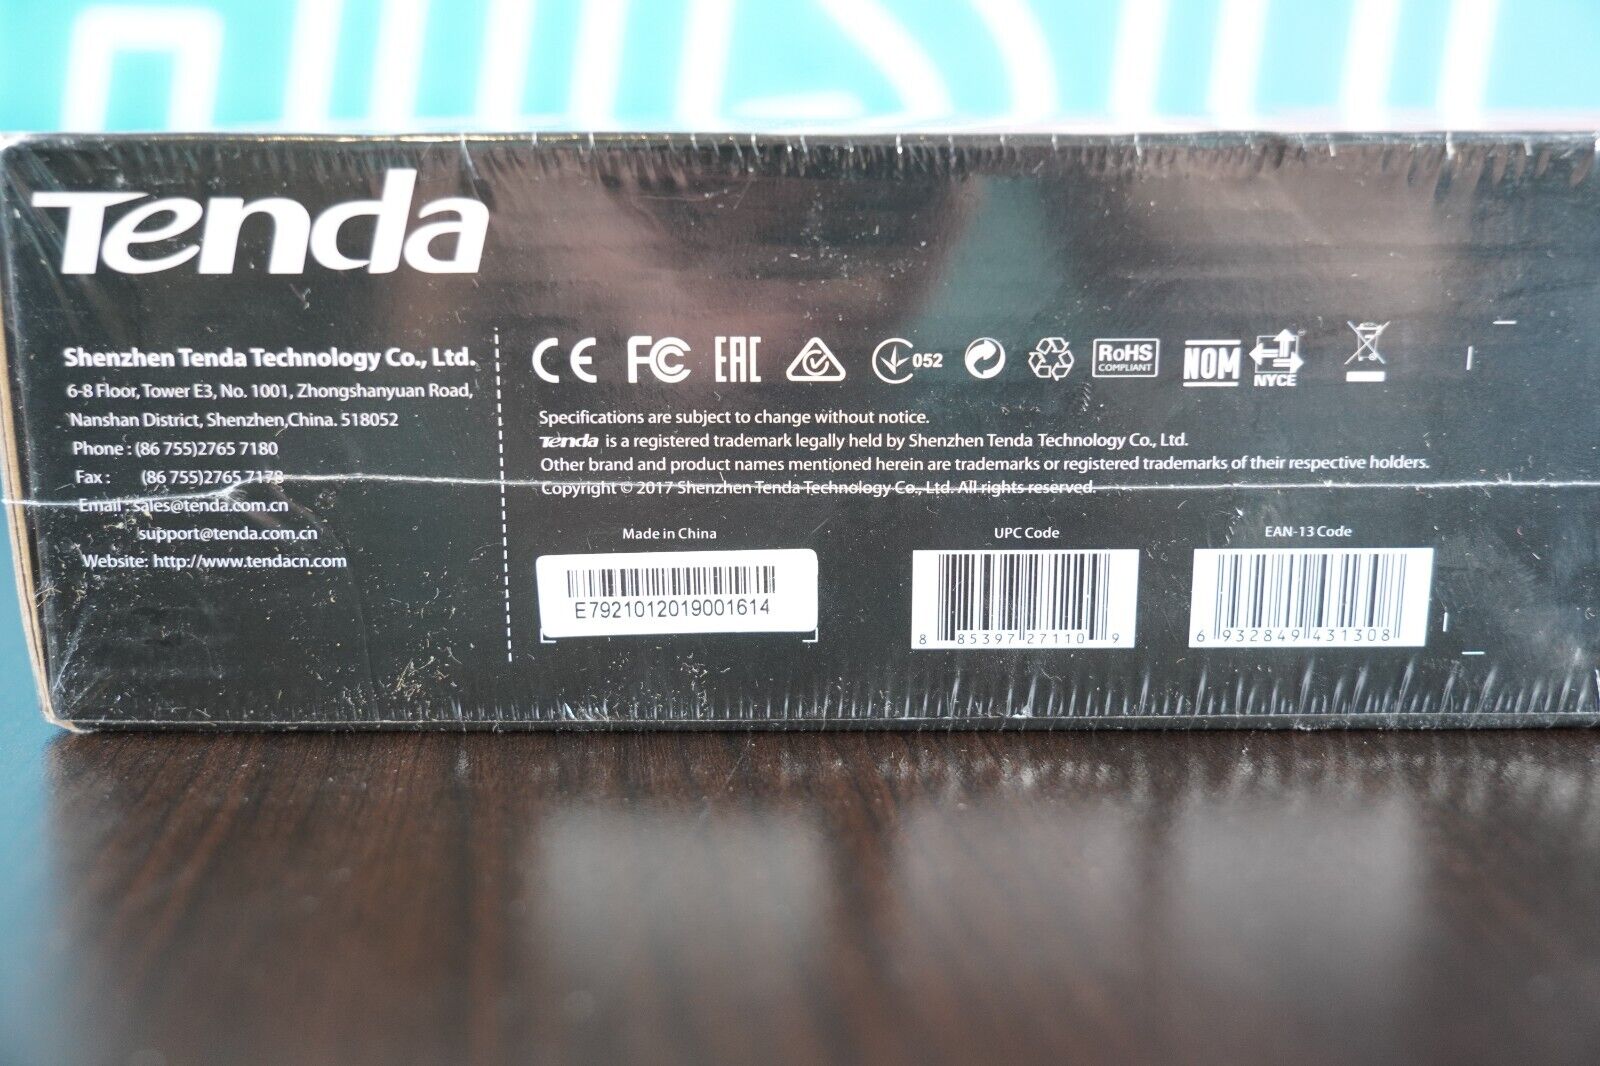 Tenda
Shenzhen Tenda Technology Co., Ltd.
6-8 Floor, Tower E3, No. 1001, Zhongshanyuan Road,
Nanshan District, Shenzhen,China. 518052
Phone : (86 755)2765 7180
Fax : (86 755)2765 7178
Email : sales@tenda.com.cn
support@tenda.com.cn
Website: http://www.tendacn.com
CE FC EAC 052 RoHS COMPLIANT NOM NYCE
Specifications are subject to change without notice.
Tenda is a registered trademark legally held by Shenzhen Tenda Technology Co., Ltd.
Other brand and product names mentioned herein are trademarks or registered trademarks of their respective holders.
Copyright © 2017 Shenzhen Tenda Technology Co., Ltd. All rights reserved.
Made in China
E7921012019001614
UPC Code
8 85397 27110 9
EAN-13 Code
6 932849 431308